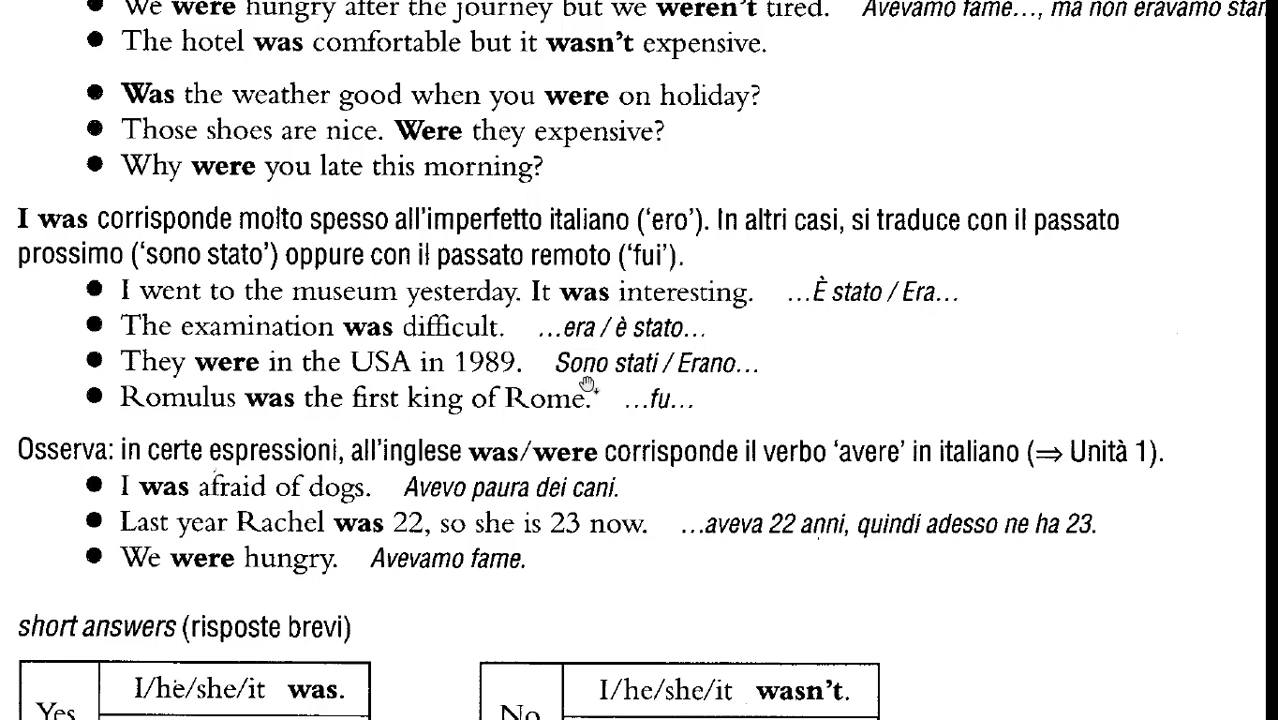 ● We were hungry after the journey but we weren't tired. Avevamo fame…, ma non eravamo
● The hotel was comfortable but it wasn't expensive.
● Was the weather good when you were on holiday?
● Those shoes are nice. Were they expensive?
● Why were you late this morning?
I was corrisponde molto spesso all'imperfetto italiano ('ero'). In altri casi, si traduce con il passato
prossimo ('sono stato') oppure con il passato remoto ('fui').
● I went to the museum yesterday. It was interesting. …È stato / Era…
● The examination was difficult. …era / è stato…
● They were in the USA in 1989. Sono stati / Erano…
● Romulus was the first king of Rome. …fu…
Osserva: in certe espressioni, all'inglese was/were corrisponde il verbo 'avere' in italiano (⇒ Unità 1).
● I was afraid of dogs. Avevo paura dei cani.
● Last year Rachel was 22, so she is 23 now. …aveva 22 anni, quindi adesso ne ha 23.
● We were hungry. Avevamo fame.
short answers (risposte brevi)
I/he/she/it was.
I/he/she/it wasn't.
Yes
No